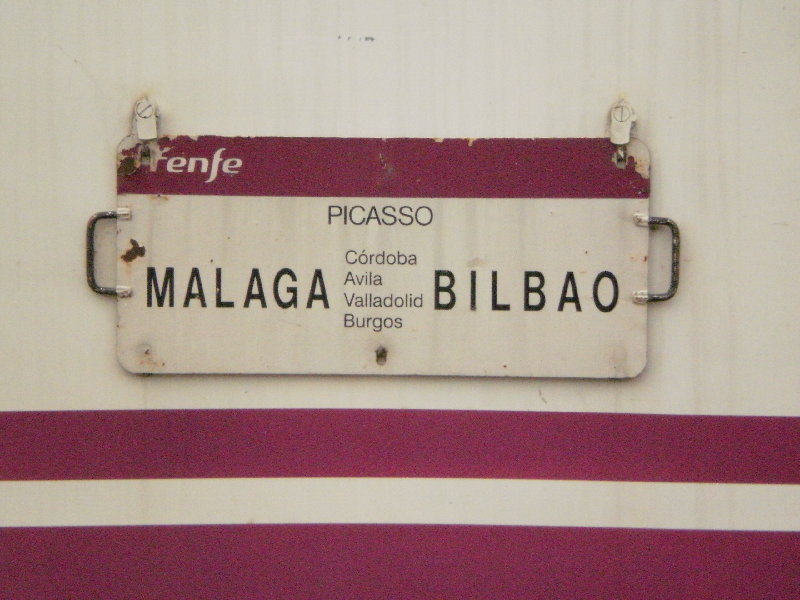 renfe
PICASSO
MALAGA
Córdoba
Avila
Valladolid
Burgos
BILBAO